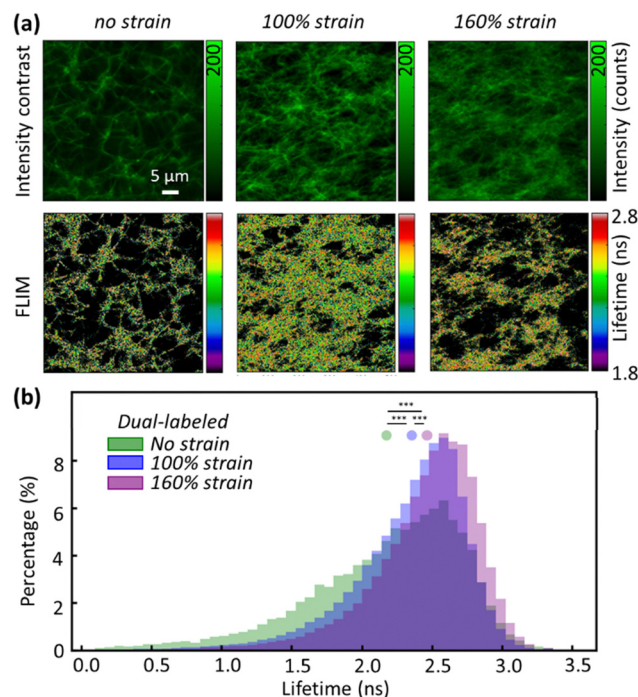 (a) no strain 100% strain 160% strain
Intensity contrast
200
200
200
Intensity (counts)
5 μm
FLIM
2.8
Lifetime (ns)
1.8
(b)
Dual-labeled
No strain
100% strain
160% strain
***
*** ***
Percentage (%)
8
6
4
2
0
0.0 0.5 1.0 1.5 2.0 2.5 3.0 3.5
Lifetime (ns)